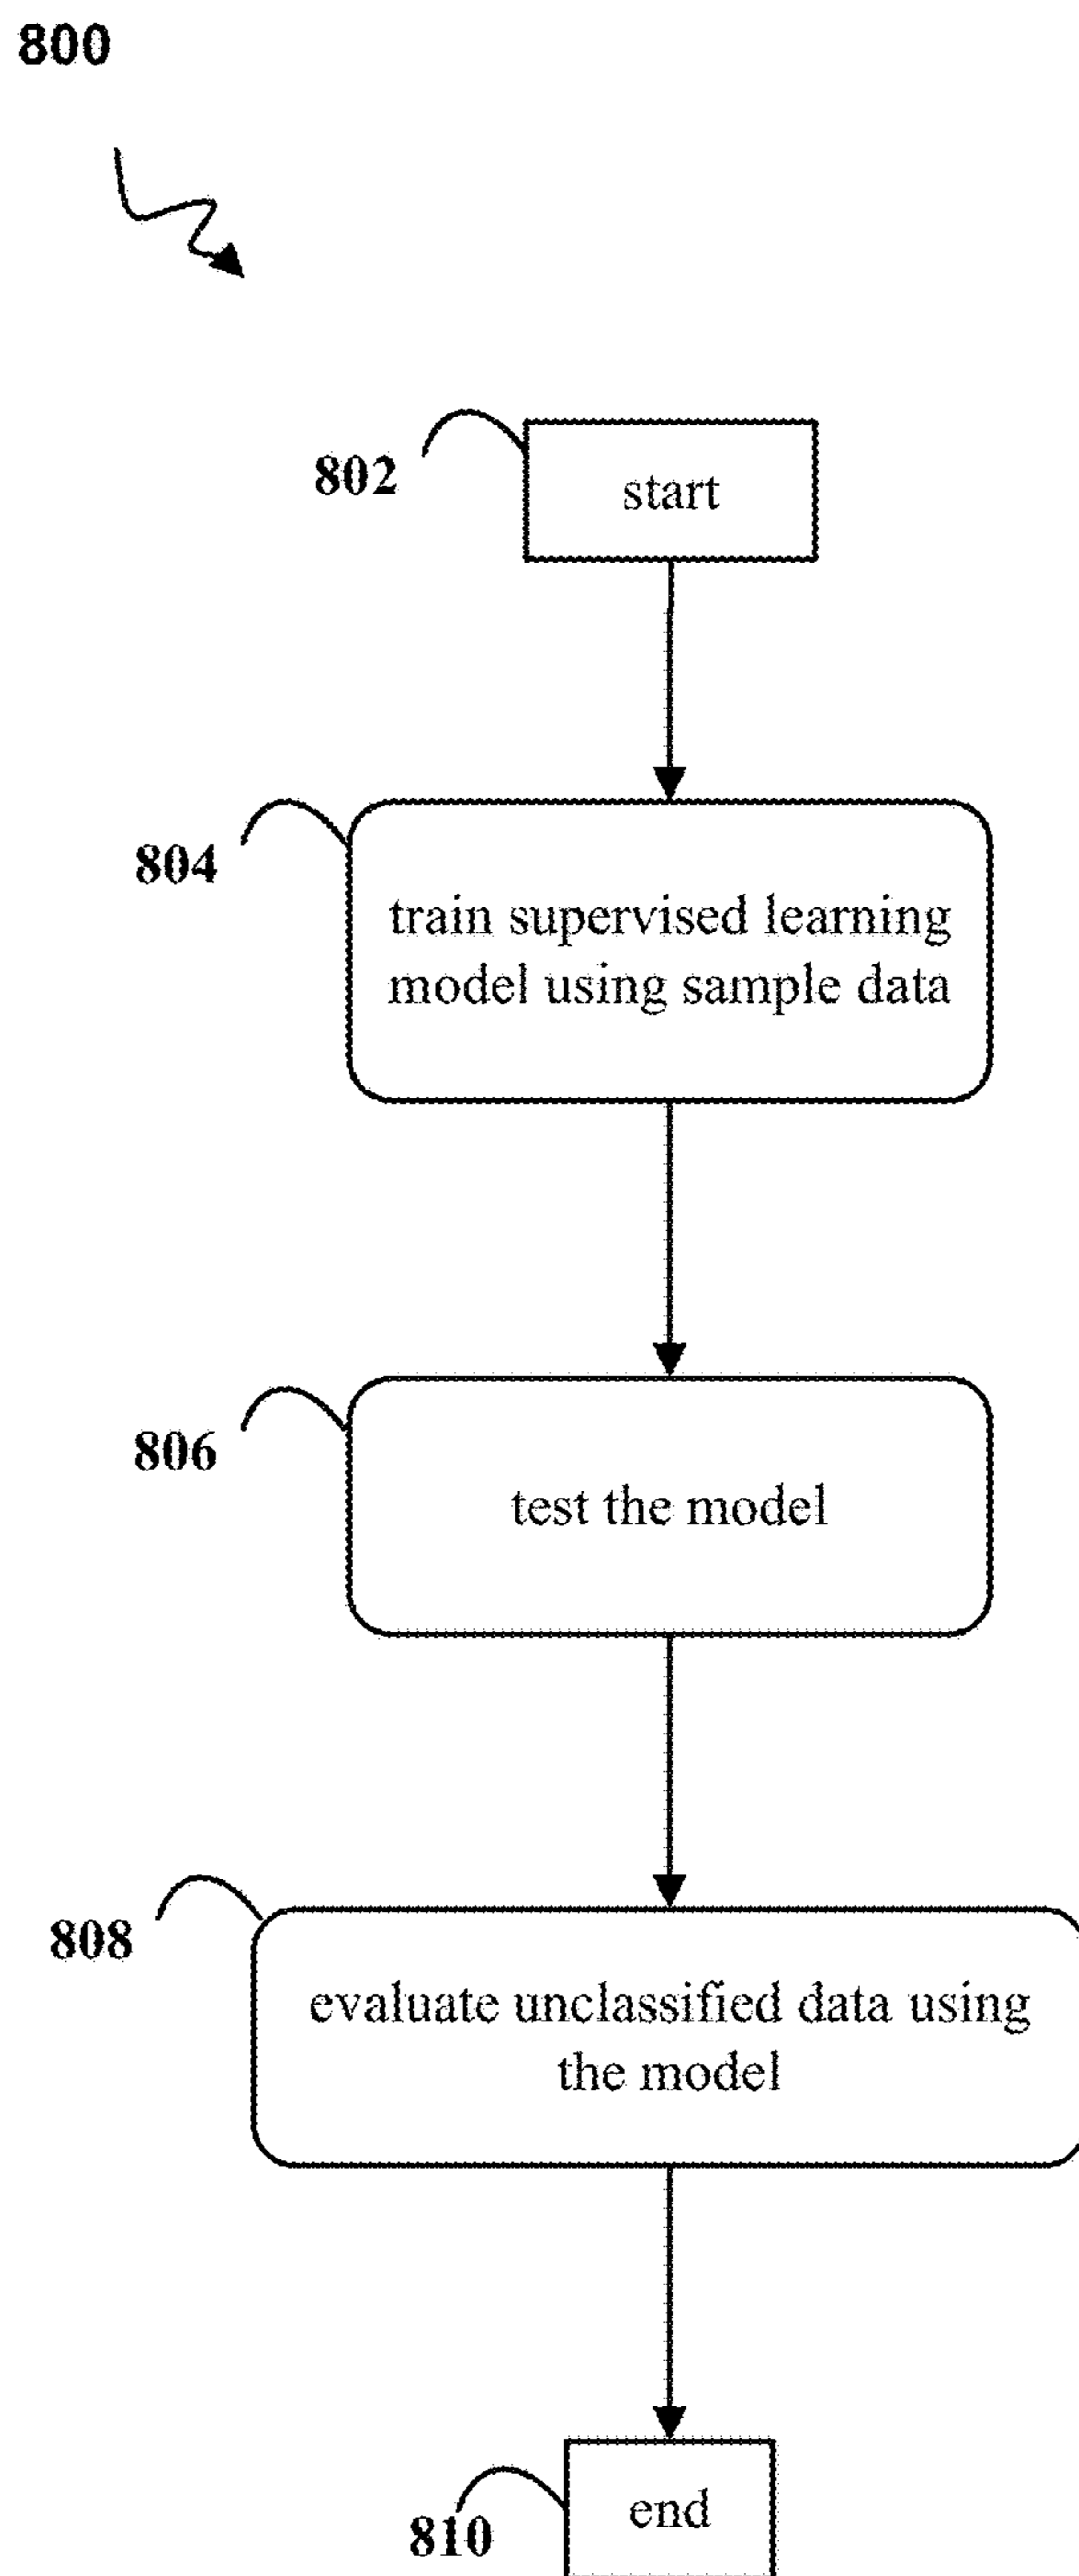 800
802
start
804
train supervised learning
model using sample data
806
test the model
808
evaluate unclassified data using
the model
810
end